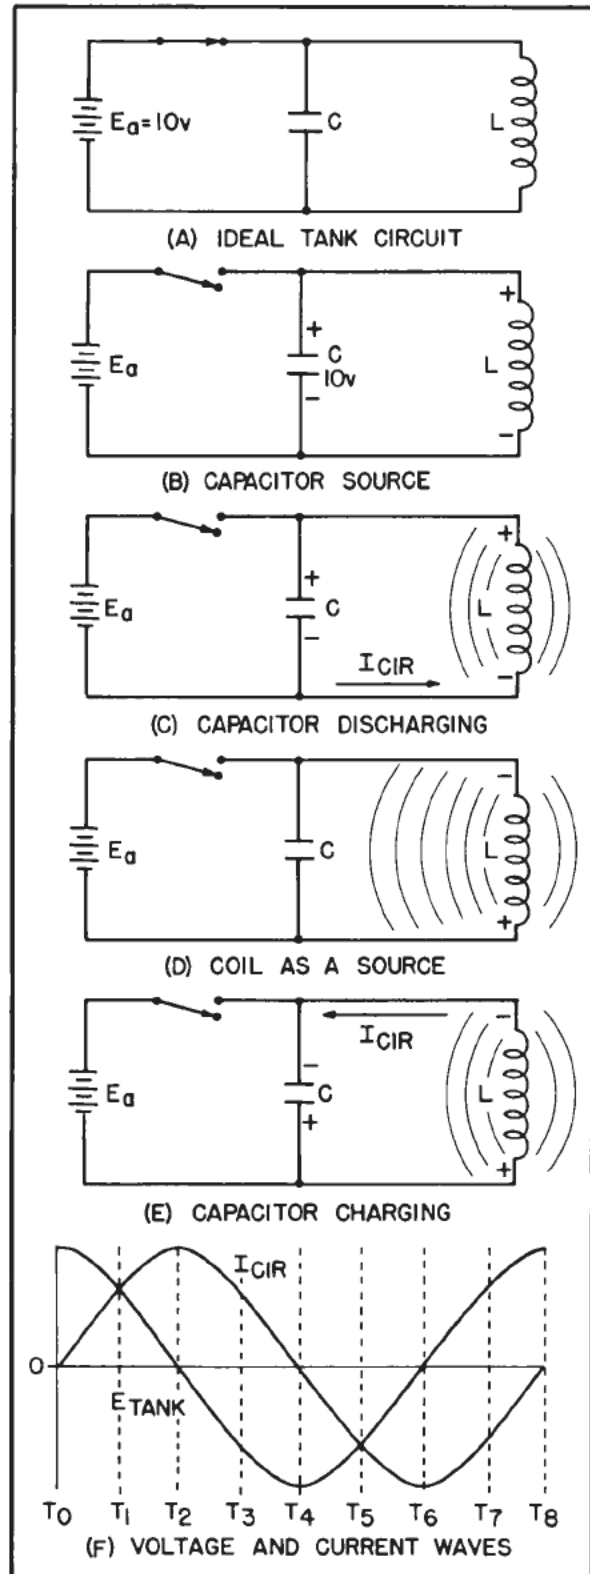 Ea=10v
C
L
(A) IDEAL TANK CIRCUIT
+
+
Ea
C
10v
L
−
−
(B) CAPACITOR SOURCE
+
+
Ea
C
L
−
−
ICIR
(C) CAPACITOR DISCHARGING
−
Ea
C
L
+
(D) COIL AS A SOURCE
ICIR
−
−
Ea
C
L
+
+
(E) CAPACITOR CHARGING
ICIR
0
ETANK
T0 T1 T2 T3 T4 T5 T6 T7 T8
(F) VOLTAGE AND CURRENT WAVES